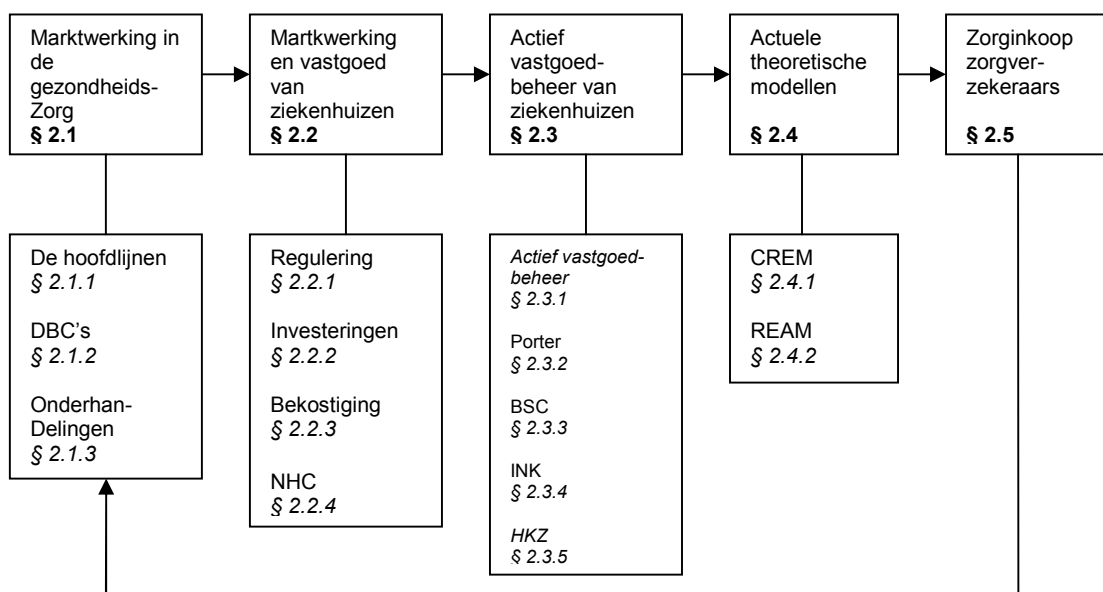 Marktwerking in
de
gezondheids-
Zorg
§ 2.1
Martkwerking
en vastgoed
van
ziekenhuizen
§ 2.2
Actief
vastgoed-
beheer van
ziekenhuizen
§ 2.3
Actuele
theoretische
modellen
§ 2.4
Zorginkoop
zorgver-
zekeraars
§ 2.5
De hoofdlijnen
§ 2.1.1
DBC’s
§ 2.1.2
Onderhan-
Delingen
§ 2.1.3
Regulering
§ 2.2.1
Investeringen
§ 2.2.2
Bekostiging
§ 2.2.3
NHC
§ 2.2.4
Actief vastgoed-
beheer
§ 2.3.1
Porter
§ 2.3.2
BSC
§ 2.3.3
INK
§ 2.3.4
HKZ
§ 2.3.5
CREM
§ 2.4.1
REAM
§ 2.4.2